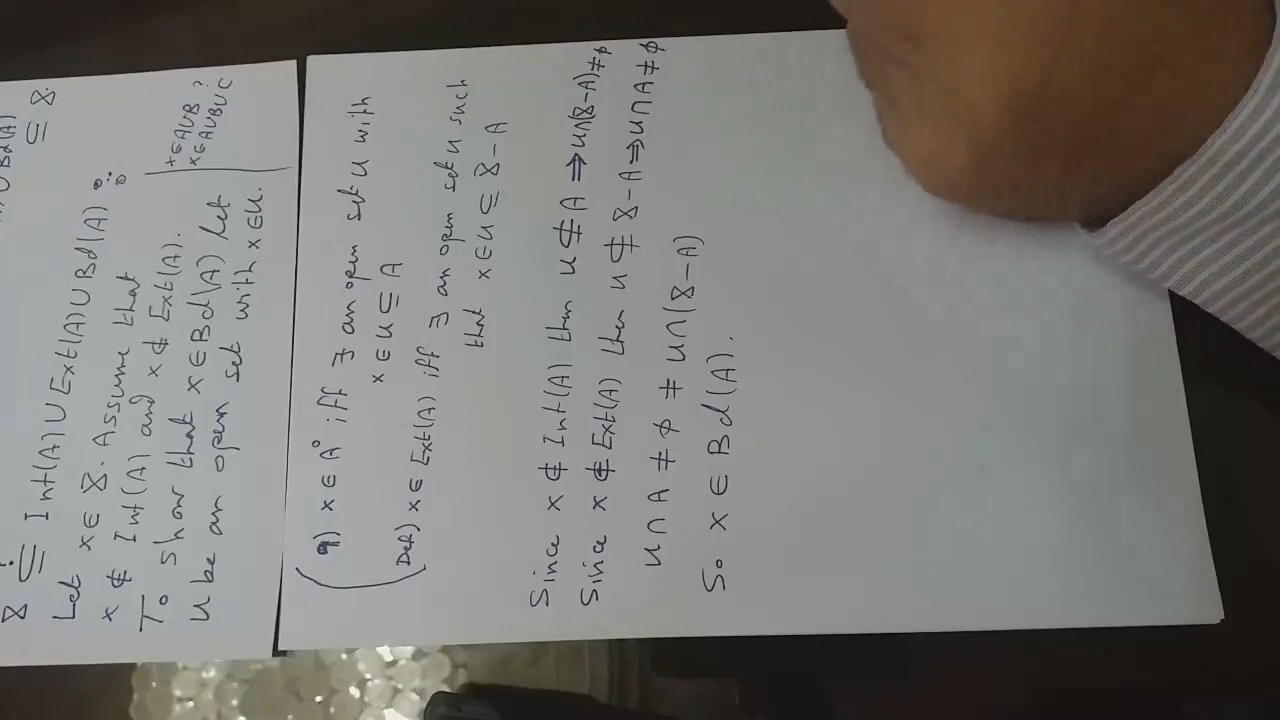 ∪ Bd(A)
⊆ X.
X ⊆ Int(A) ∪ Ext(A) ∪ Bd(A) :
Let x ∈ X. Assume that
x ∉ Int(A) and x ∉ Ext(A).
To show that x ∈ Bd(A) let
U be an open set with x ∈ U.
x ∈ A∪B ?
x ∈ A∪B∪C
9) x ∈ A° iff ∃ an open set U with
x ∈ U ⊆ A
Def) x ∈ Ext(A) iff ∃ an open set U such
that x ∈ U ⊆ X - A
Since x ∉ Int(A) then U ⊈ A ⇒ U∩(X-A) ≠ ϕ
Since x ∉ Ext(A) then U ⊈ X-A ⇒ U∩A ≠ ϕ
U∩A ≠ ϕ ≠ U∩(X-A)
So x ∈ Bd(A).